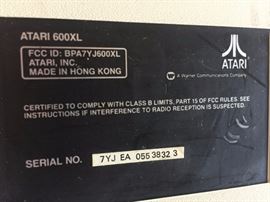 ATARI 600XL
FCC ID: BPA7YJ600XL
ATARI, INC.
MADE IN HONG KONG
ATARI
A Warner Communications Company
CERTIFIED TO COMPLY WITH CLASS B LIMITS, PART 15 OF FCC RULES. SEE
INSTRUCTIONS IF INTERFERENCE TO RADIO RECEPTION IS SUSPECTED.
SERIAL NO. 7YJ EA 055 3832 3